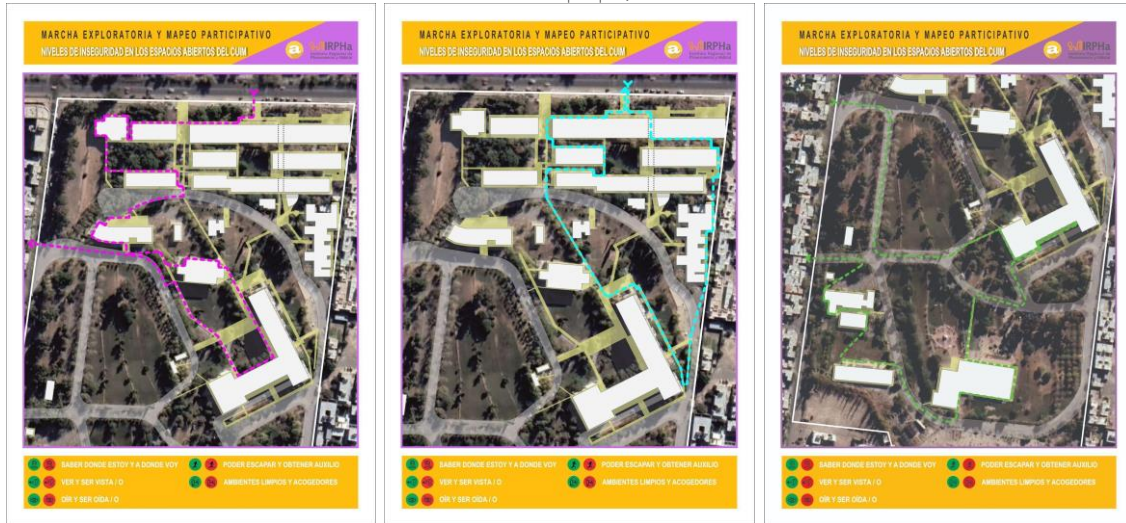 MARCHA EXPLORATORIA Y MAPEO PARTICIPATIVO
NIVELES DE INSEGURIDAD EN LOS ESPACIOS ABIERTOS DEL CUIM
a
IRPHa
SABER DONDE ESTOY Y A DONDE VOY
PODER ESCAPAR Y OBTENER AUXILIO
VER Y SER VISTA / O
AMBIENTES LIMPIOS Y ACOGEDORES
OÍR Y SER OÍDA / O
MARCHA EXPLORATORIA Y MAPEO PARTICIPATIVO
NIVELES DE INSEGURIDAD EN LOS ESPACIOS ABIERTOS DEL CUIM
a
IRPHa
SABER DONDE ESTOY Y A DONDE VOY
PODER ESCAPAR Y OBTENER AUXILIO
VER Y SER VISTA / O
AMBIENTES LIMPIOS Y ACOGEDORES
OÍR Y SER OÍDA / O
MARCHA EXPLORATORIA Y MAPEO PARTICIPATIVO
NIVELES DE INSEGURIDAD EN LOS ESPACIOS ABIERTOS DEL CUIM
a
IRPHa
SABER DONDE ESTOY Y A DONDE VOY
PODER ESCAPAR Y OBTENER AUXILIO
VER Y SER VISTA / O
AMBIENTES LIMPIOS Y ACOGEDORES
OÍR Y SER OÍDA / O